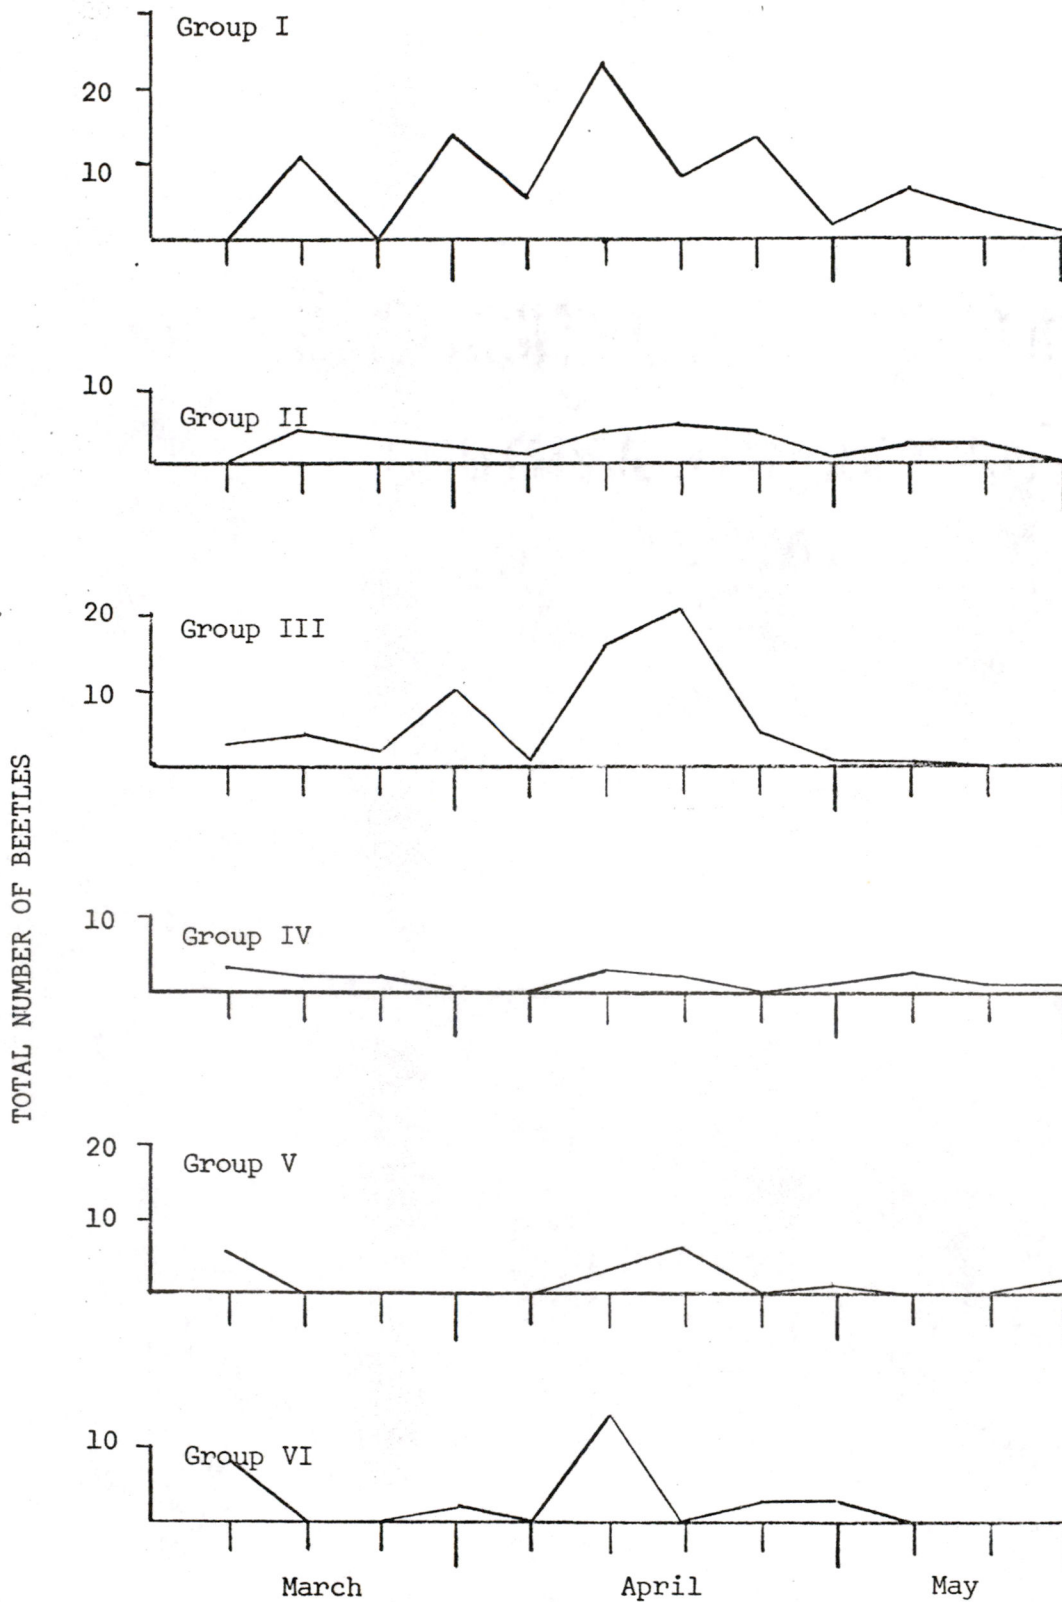 Group I
20
10
10
Group II
20
Group III
10
TOTAL NUMBER OF BEETLES
10
Group IV
20
Group V
10
10
Group VI
March April May